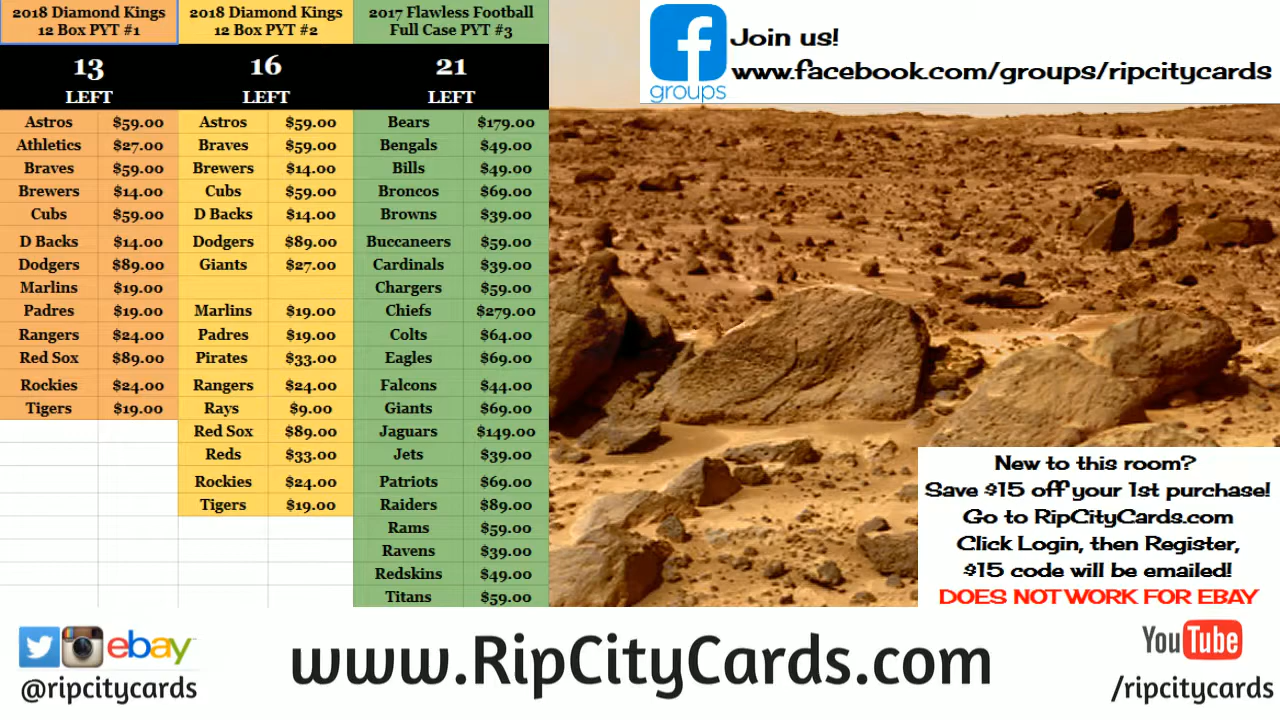 2018 Diamond Kings
12 Box PYT #1
13
LEFT
Astros $59.00
Athletics $27.00
Braves $59.00
Brewers $14.00
Cubs $59.00
D Backs $14.00
Dodgers $89.00
Marlins $19.00
Padres $19.00
Rangers $24.00
Red Sox $89.00
Rockies $24.00
Tigers $19.00
2018 Diamond Kings
12 Box PYT #2
16
LEFT
Astros $59.00
Braves $59.00
Brewers $14.00
Cubs $59.00
D Backs $14.00
Dodgers $89.00
Giants $27.00
Marlins $19.00
Padres $19.00
Pirates $33.00
Rangers $24.00
Rays $9.00
Red Sox $89.00
Reds $33.00
Rockies $24.00
Tigers $19.00
2017 Flawless Football
Full Case PYT #3
21
LEFT
Bears $179.00
Bengals $49.00
Bills $49.00
Broncos $69.00
Browns $39.00
Buccaneers $59.00
Cardinals $39.00
Chargers $59.00
Chiefs $279.00
Colts $64.00
Eagles $69.00
Falcons $44.00
Giants $69.00
Jaguars $149.00
Jets $39.00
Patriots $69.00
Raiders $89.00
Rams $59.00
Ravens $39.00
Redskins $49.00
Titans $59.00
f
groups
Join us!
www.facebook.com/groups/ripcitycards
New to this room?
Save $15 off your 1st purchase!
Go to RipCityCards.com
Click Login, then Register,
$15 code will be emailed!
DOES NOT WORK FOR EBAY
ebay
@ripcitycards
www.RipCityCards.com
YouTube
/ripcitycards